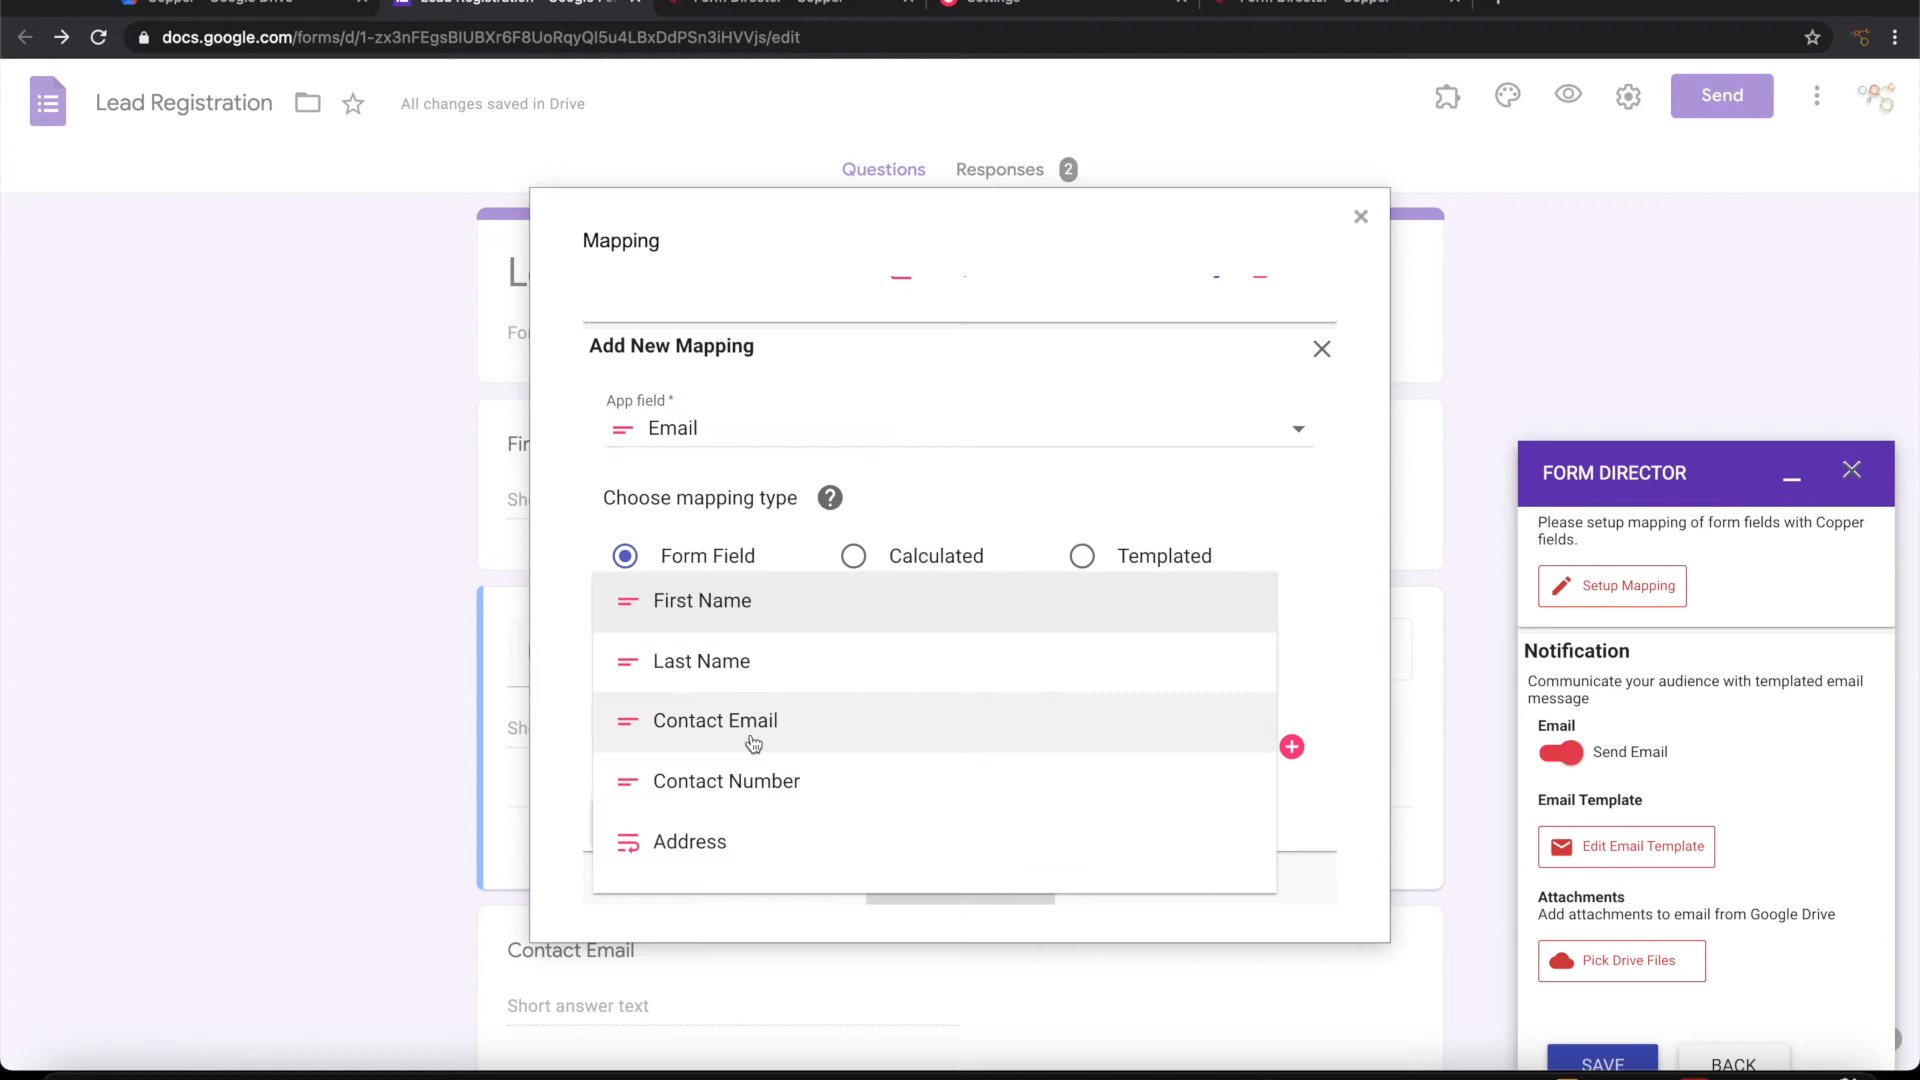 docs.google.com/forms/d/1-zx3nFEgsBlUBXr6F8UoRqyQl5u4LBxDdPSn3iHVVjs/edit
Lead Registration
All changes saved in Drive
Send
Questions
Responses
2
Mapping
Add New Mapping
App field *
Email
Choose mapping type
Form Field
Calculated
Templated
First Name
Last Name
Contact Email
Contact Number
Address
Contact Email
Short answer text
FORM DIRECTOR
Please setup mapping of form fields with Copper
fields.
Setup Mapping
Notification
Communicate your audience with templated email
message
Email
Send Email
Email Template
Edit Email Template
Attachments
Add attachments to email from Google Drive
Pick Drive Files
SAVE
BACK